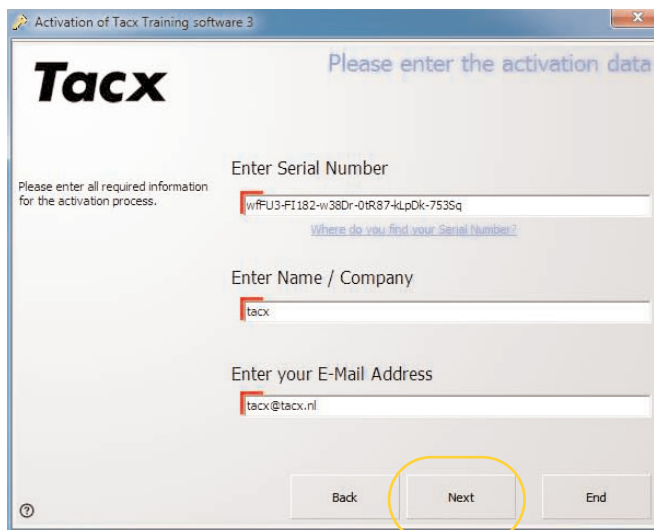 Activation of Tacx Training software 3
Tacx
Please enter the activation data
Please enter all required information
for the activation process.
Enter Serial Number
wfFU3-FI182-w38Dr-0tR87-kLpDk-753Sq
Where do you find your Serial Number?
Enter Name / Company
tacx
Enter your E-Mail Address
tacx@tacx.nl
Back
Next
End